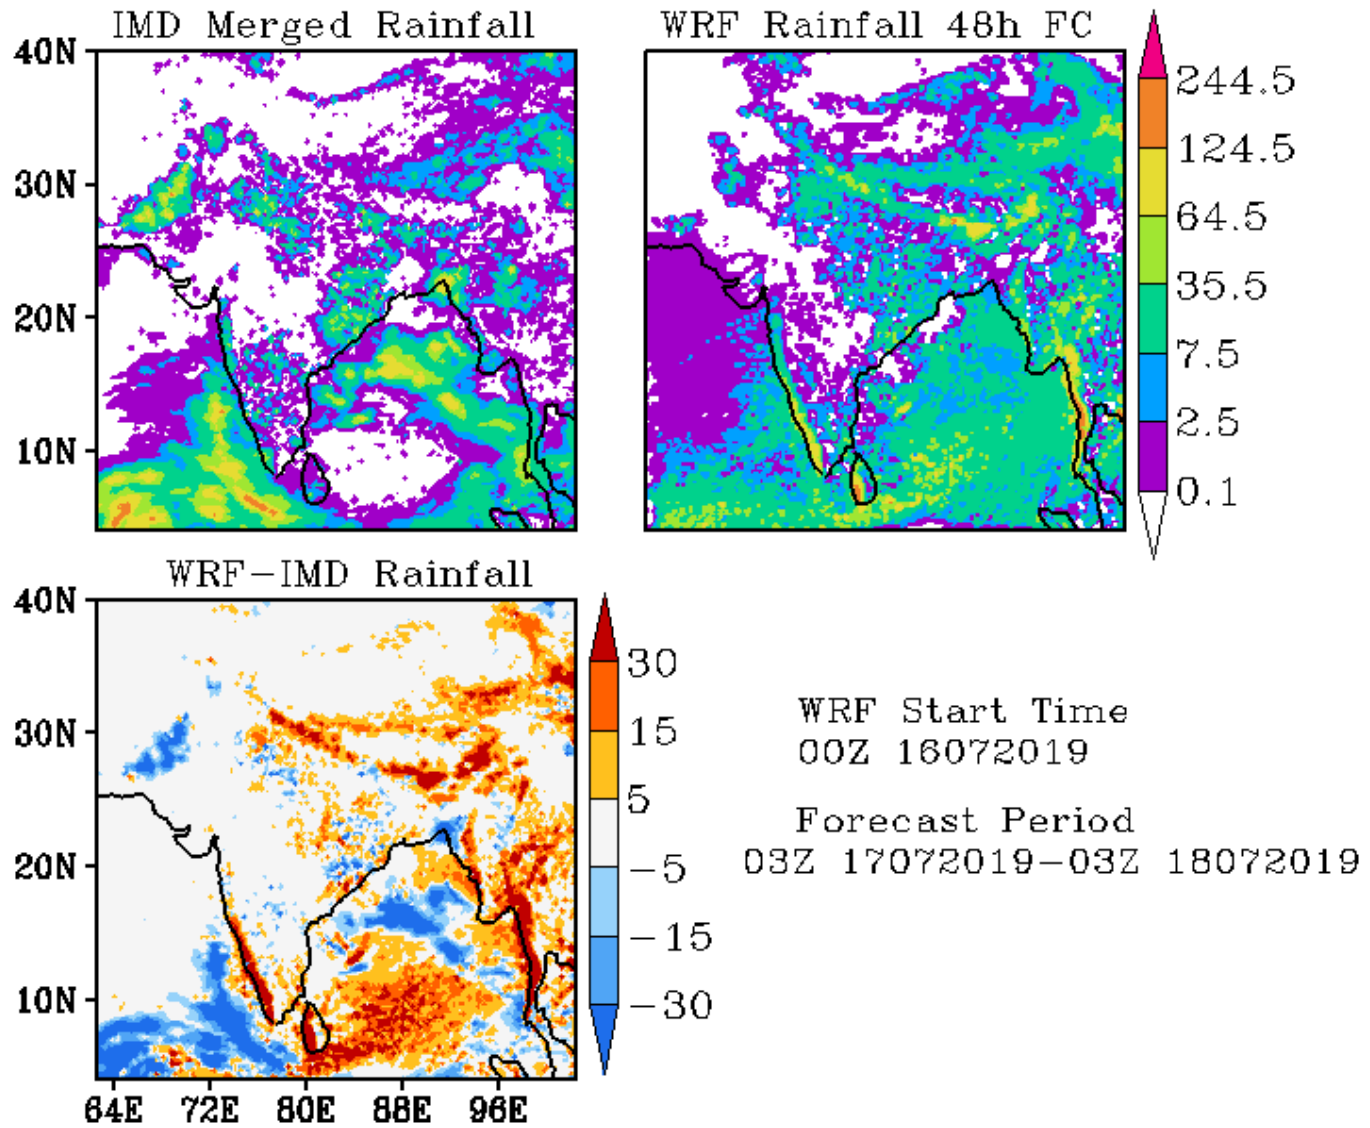 IMD Merged Rainfall
WRF Rainfall 48h FC
40N
30N
20N
10N
244.5
124.5
64.5
35.5
7.5
2.5
0.1
WRF-IMD Rainfall
40N
30N
20N
10N
64E 72E 80E 88E 96E
30
15
5
-5
-15
-30
WRF Start Time
00Z 16072019
Forecast Period
03Z 17072019-03Z 18072019